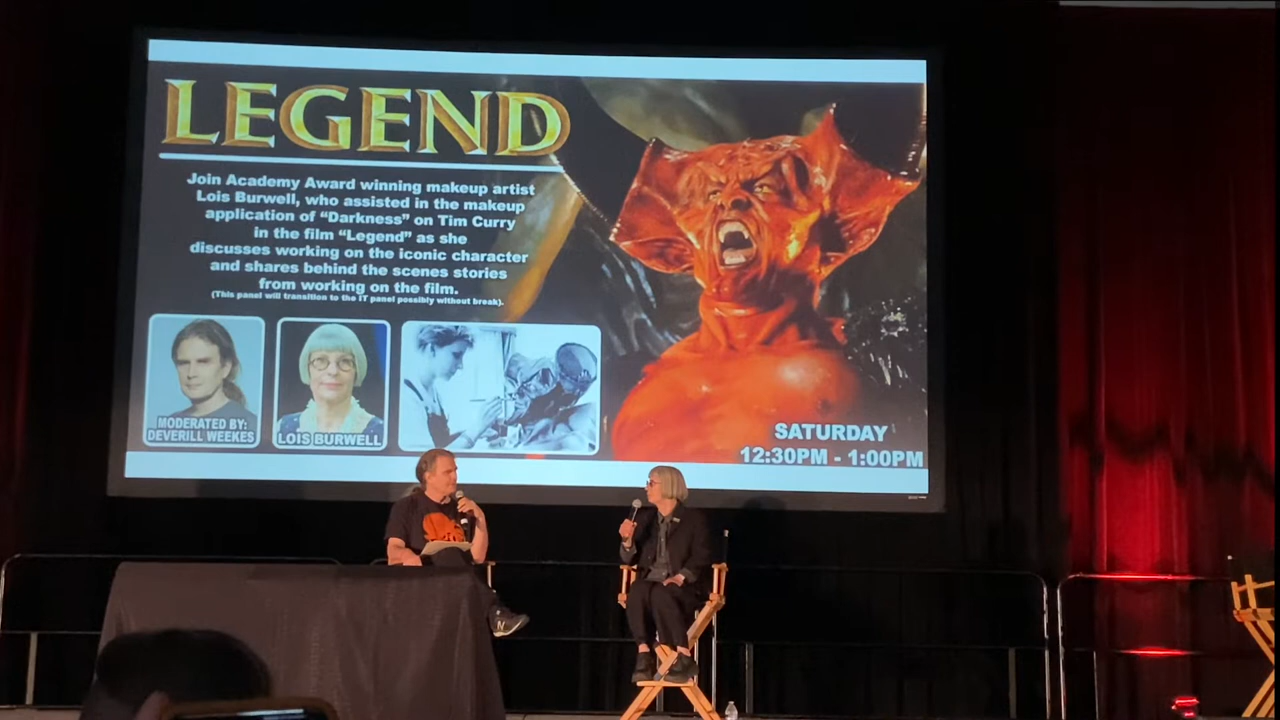 LEGEND
Join Academy Award winning makeup artist
Lois Burwell, who assisted in the makeup
application of “Darkness” on Tim Curry
in the film “Legend” as she
discusses working on the iconic character
and shares behind the scenes stories
from working on the film.
(This panel will transition to the IT panel possibly without break).
MODERATED BY:
DEVERILL WEEKES
LOIS BURWELL
SATURDAY
12:30PM - 1:00PM
N